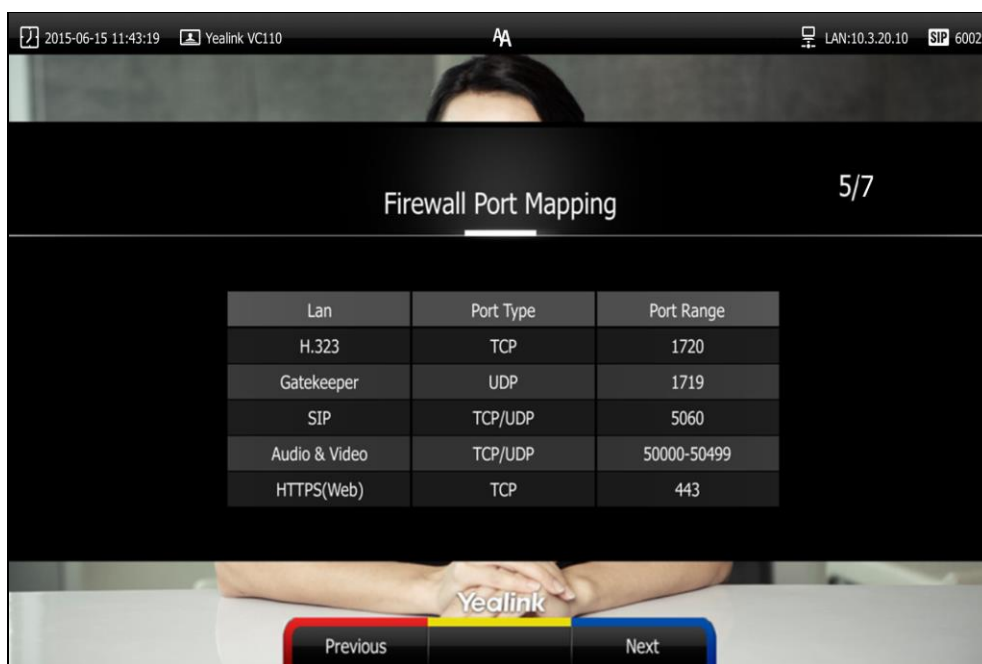 2015-06-15 11:43:19 Yealink VC110 AA LAN:10.3.20.10 SIP 6002
5/7
Firewall Port Mapping
Lan Port Type Port Range
H.323 TCP 1720
Gatekeeper UDP 1719
SIP TCP/UDP 5060
Audio & Video TCP/UDP 50000-50499
HTTPS(Web) TCP 443
Yealink
Previous Next